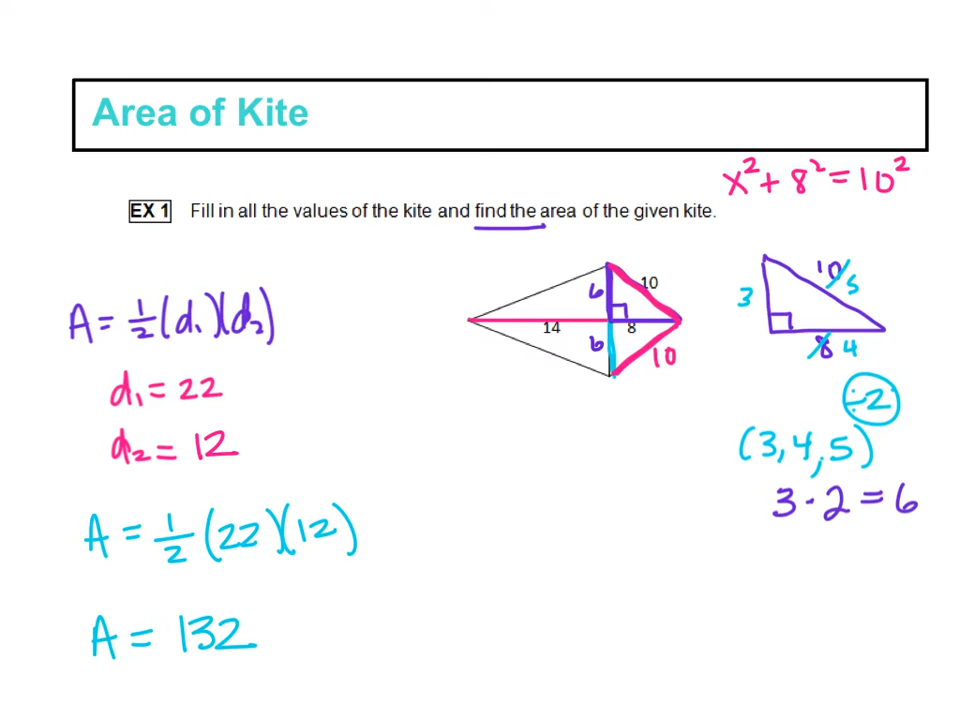 Area of Kite
x² + 8² = 10²
EX 1 Fill in all the values of the kite and find the area of the given kite.
A = ½(d₁)(d₂)
d₁ = 22
d₂ = 12
A = ½(22)(12)
A = 132
6
10
14
8
6
10
10 5
3
8 4
÷2
(3, 4, 5)
3 · 2 = 6